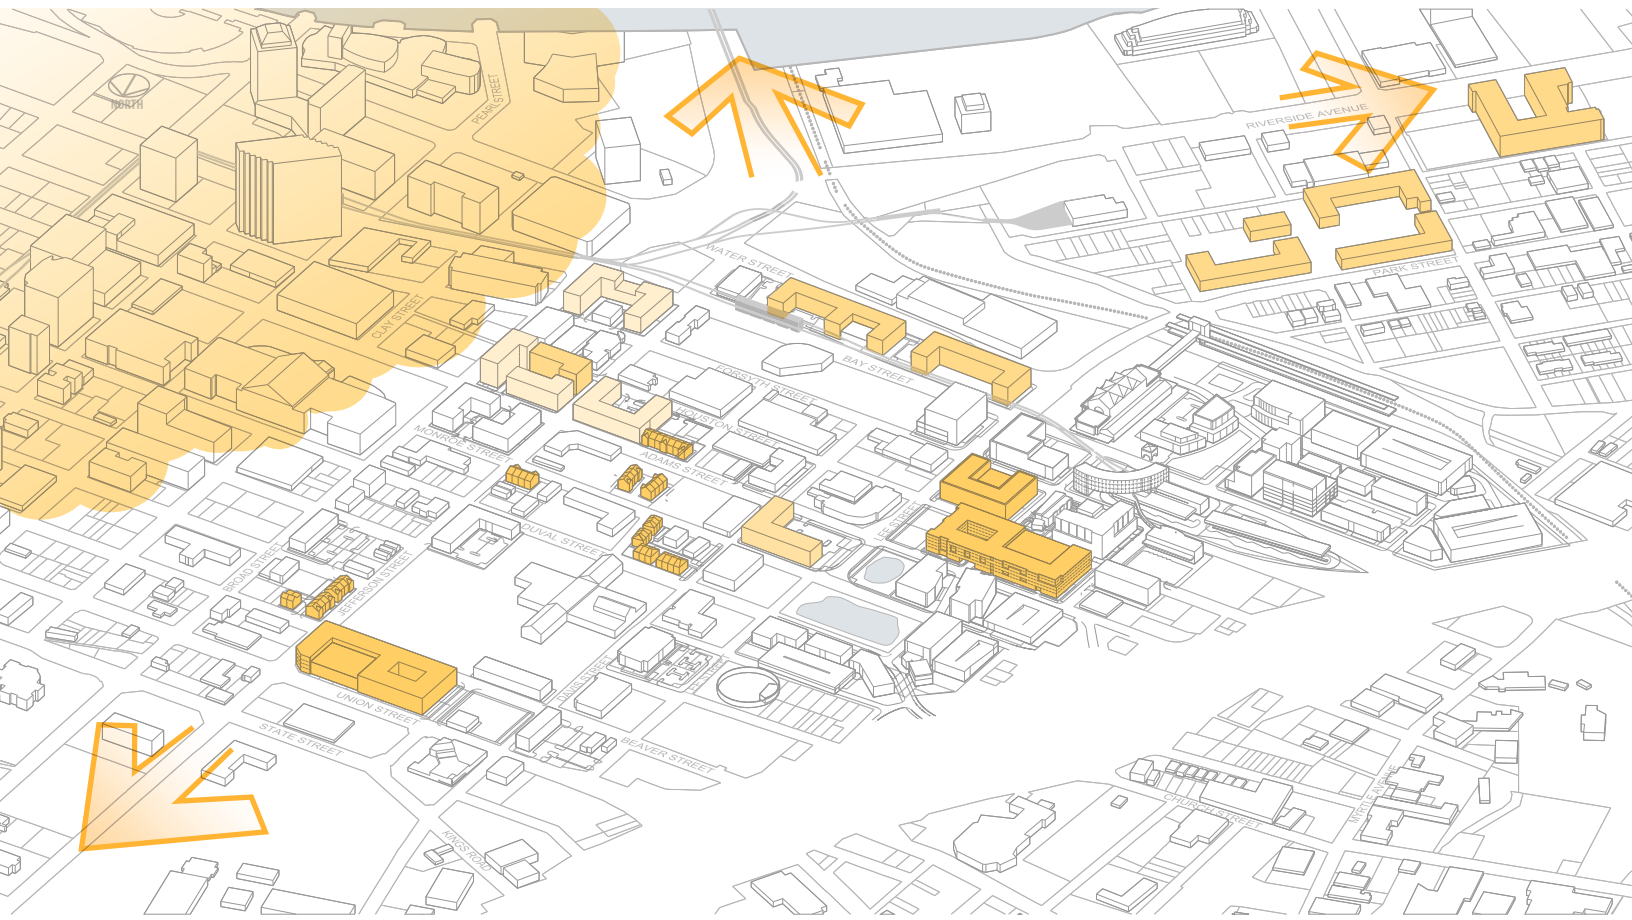 NORTH
PEARL STREET
RIVERSIDE AVENUE
WATER STREET
PARK STREET
CLAY STREET
BAY STREET
FORSYTH STREET
HOUSTON STREET
MONROE STREET
ADAMS STREET
DUVAL STREET
LEE STREET
BROAD STREET
JEFFERSON STREET
DAVIS STREET
UNION STREET
STATE STREET
BEAVER STREET
MYRTLE AVENUE
CHURCH STREET
KINGS ROAD